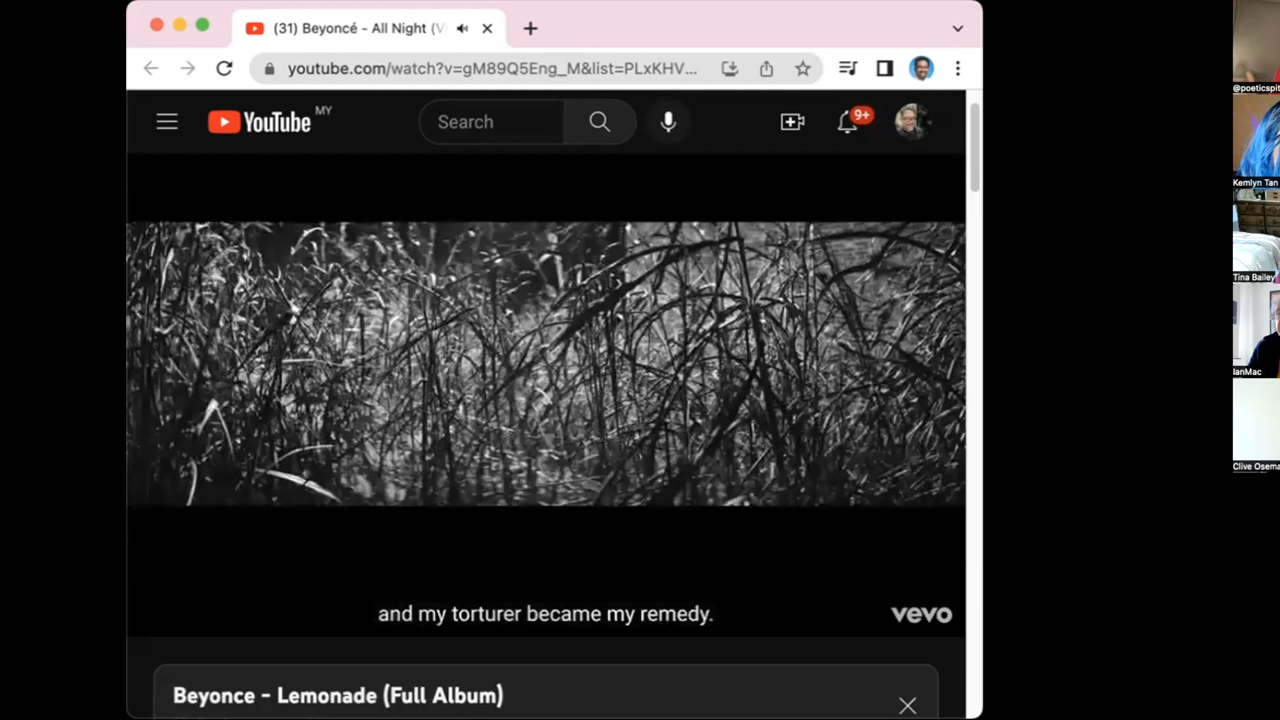 (31) Beyoncé - All Night (V
youtube.com/watch?v=gM89Q5Eng_M&list=PLxKHV...
YouTube MY
Search
9+
and my torturer became my remedy.
vevo
Beyonce - Lemonade (Full Album)
@poeticspit
Kemlyn Tan
Tina Bailey
IanMac
Clive Osema